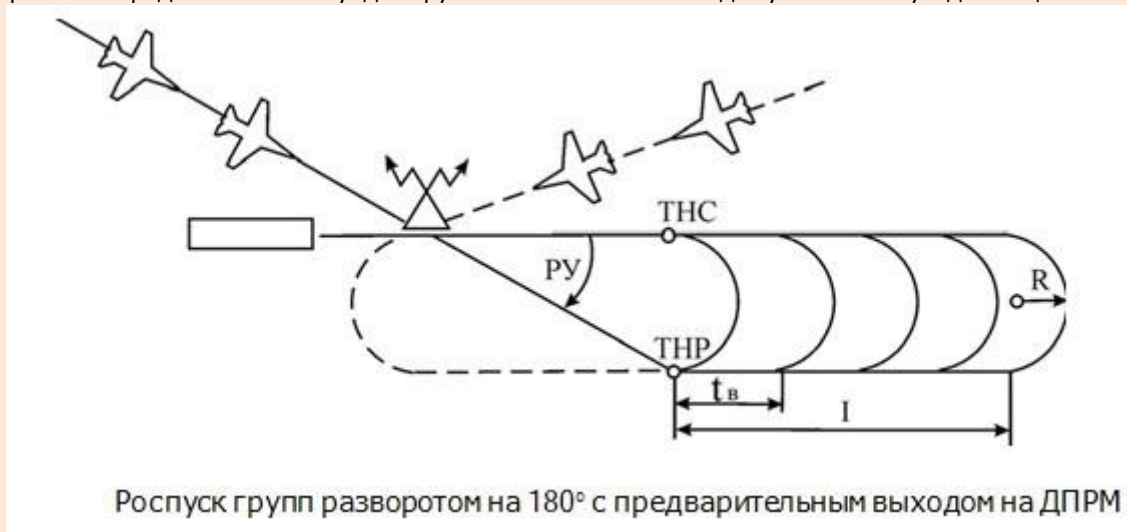 ТНС
РУ
R
ТНР
tв
I
Роспуск групп разворотом на 180° с предварительным выходом на ДПРМ